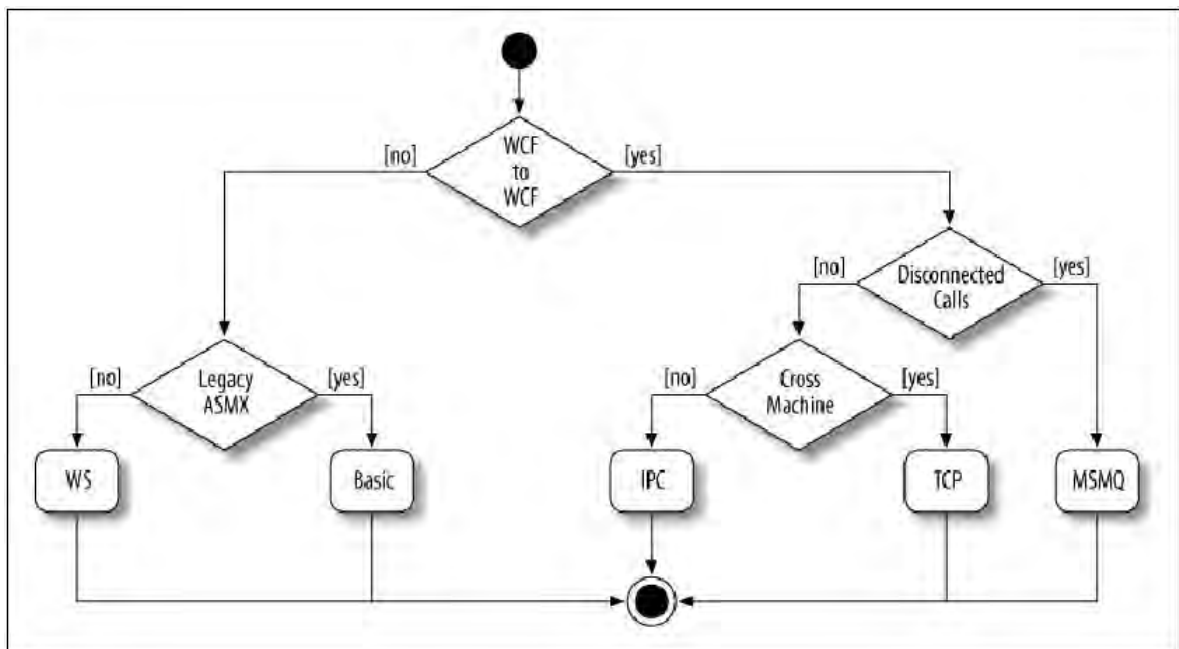 WCF
to
WCF
[no]
[yes]
Disconnected
Calls
[no]
[yes]
Legacy
ASMX
[no]
[yes]
Cross
Machine
[no]
[yes]
WS
Basic
IPC
TCP
MSMQ